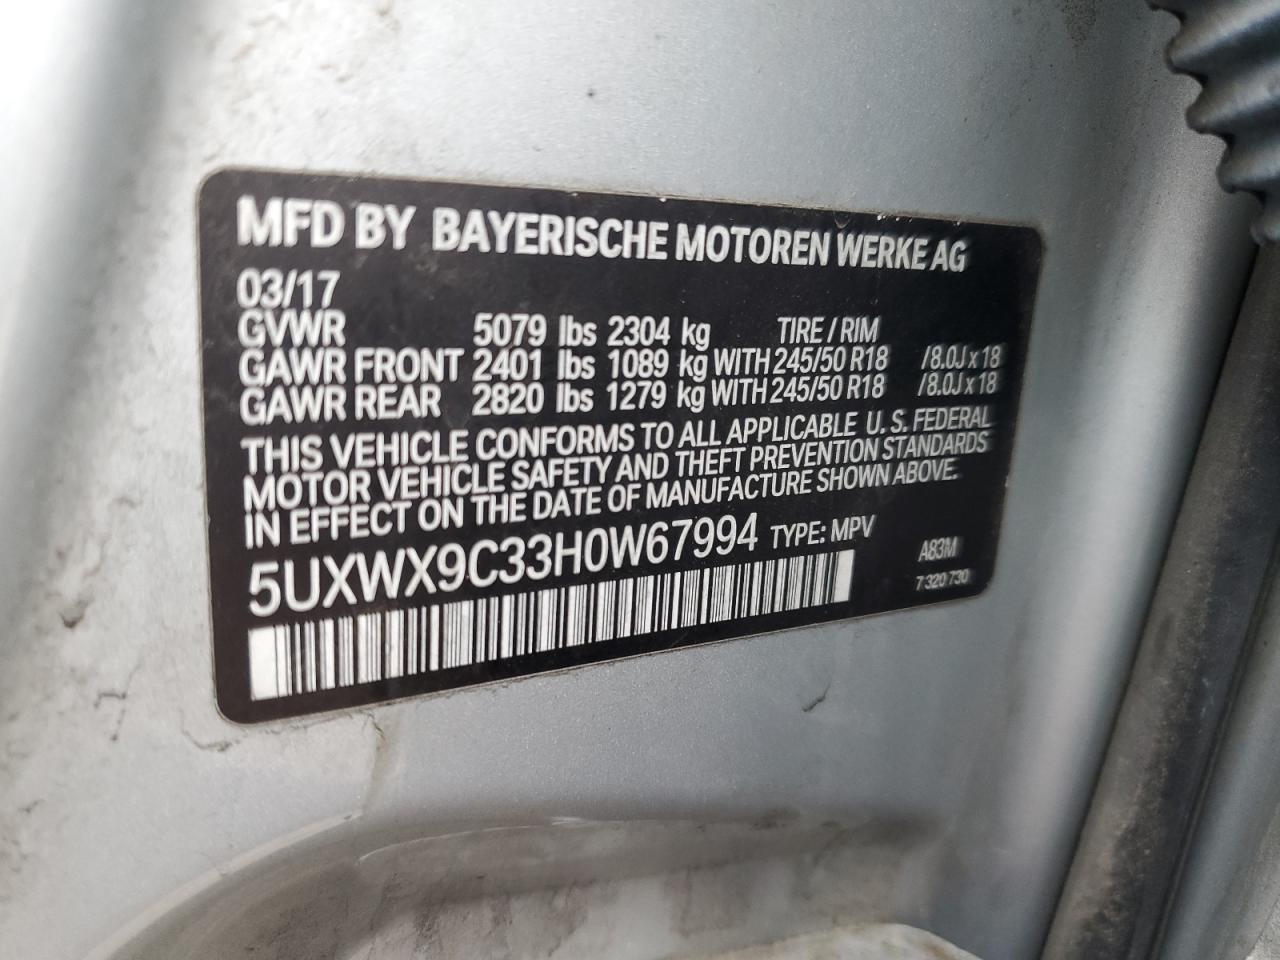 MFD BY BAYERISCHE MOTOREN WERKE AG
03/17
GVWR 5079 lbs 2304 kg TIRE / RIM
GAWR FRONT 2401 lbs 1089 kg WITH 245/50 R18 /8.0J x 18
GAWR REAR 2820 lbs 1279 kg WITH 245/50 R18 /8.0J x 18
THIS VEHICLE CONFORMS TO ALL APPLICABLE U. S. FEDERAL
MOTOR VEHICLE SAFETY AND THEFT PREVENTION STANDARDS
IN EFFECT ON THE DATE OF MANUFACTURE SHOWN ABOVE.
5UXWX9C33H0W67994 TYPE: MPV A83M
7 320 730